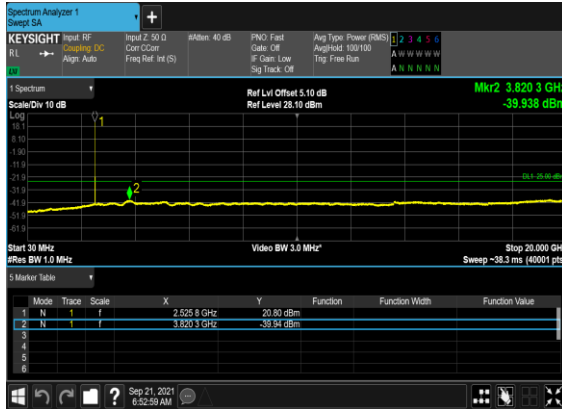 Spectrum Analyzer 1
Swept SA
KEYSIGHT
RL
LU
Input: RF
Coupling: DC
Align: Auto
Input Z: 50 Ω
Corr CCorr
Freq Ref: Int (S)
#Atten: 40 dB
PNO: Fast
Gate: Off
IF Gain: Low
Sig Track: Off
Avg Type: Power (RMS)
Avg|Hold: 100/100
Trig: Free Run
1 2 3 4 5 6
A W W W W W
A N N N N N
1 Spectrum
Scale/Div 10 dB
Log
Ref Lvl Offset 5.10 dB
Ref Level 28.10 dBm
Mkr2 3.820 3 GHz
-39.938 dBm
18.1
8.10
-1.90
-11.9
-21.9
-31.9
-41.9
-51.9
-61.9
1
2
DL1 -25.00 dBm
Start 30 MHz
#Res BW 1.0 MHz
Video BW 3.0 MHz*
Stop 20.000 GHz
Sweep ~38.3 ms (40001 pts)
5 Marker Table
Mode Trace Scale X Y Function Function Width Function Value
1 N 1 f 2.525 8 GHz 20.80 dBm
2 N 1 f 3.820 3 GHz -39.94 dBm
3
4
5
6
Sep 21, 2021
6:52:59 AM